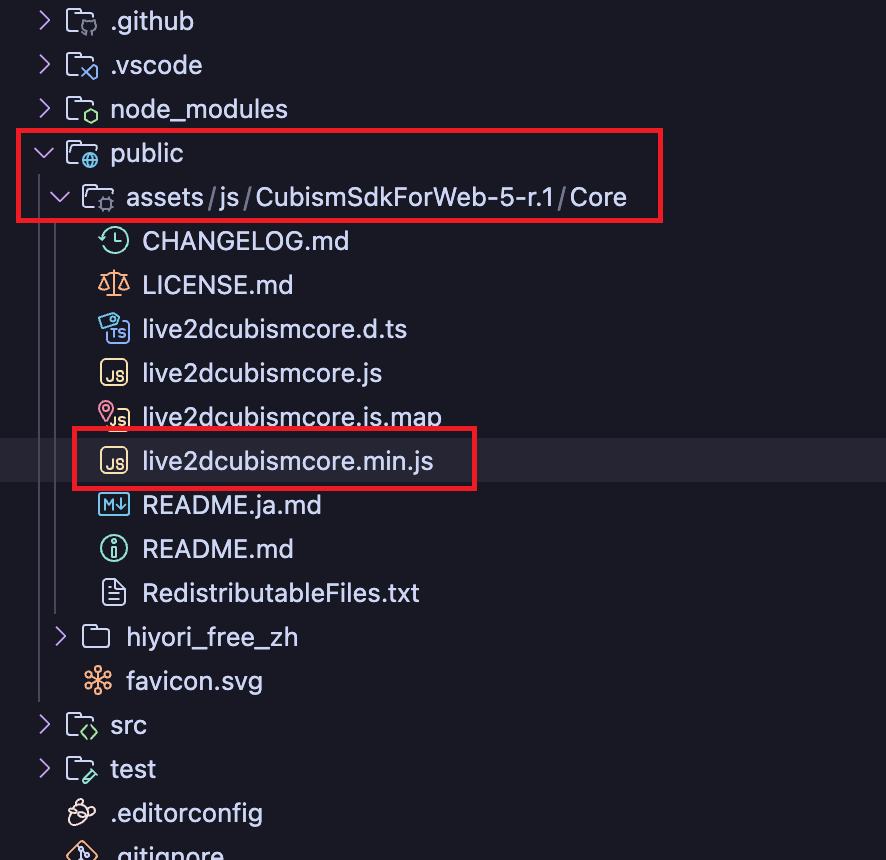 .github
.vscode
node_modules
public
assets/js/CubismSdkForWeb-5-r.1/Core
CHANGELOG.md
LICENSE.md
TS live2dcubismcore.d.ts
JS live2dcubismcore.js
JS live2dcubismcore.js.map
JS live2dcubismcore.min.js
M README.ja.md
README.md
RedistributableFiles.txt
hiyori_free_zh
favicon.svg
src
test
.editorconfig
.gitignore